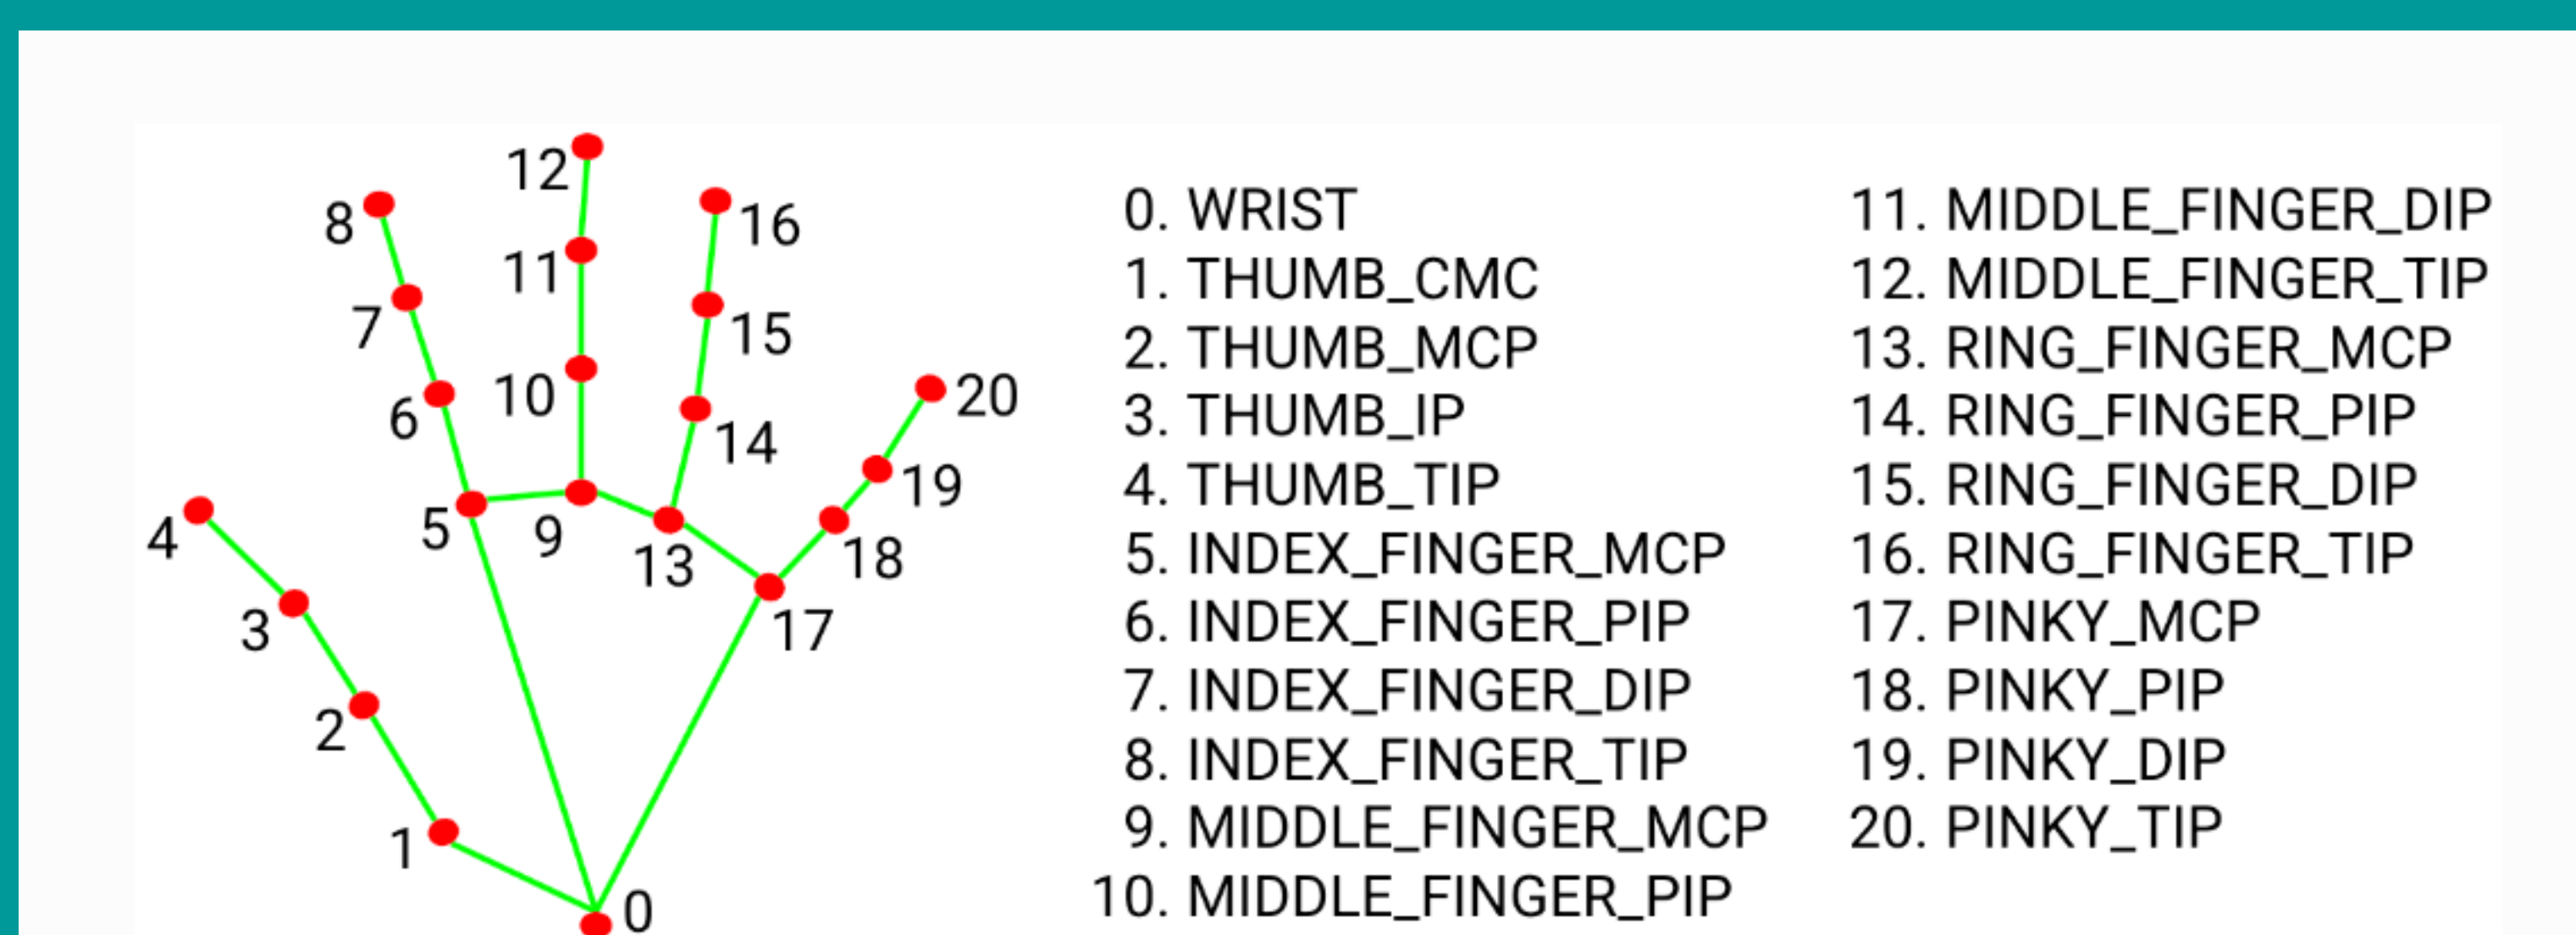 12
8
16
11
7
15
10
6
20
14
19
5
9
4
13
18
3
17
2
1
0
0. WRIST
1. THUMB_CMC
2. THUMB_MCP
3. THUMB_IP
4. THUMB_TIP
5. INDEX_FINGER_MCP
6. INDEX_FINGER_PIP
7. INDEX_FINGER_DIP
8. INDEX_FINGER_TIP
9. MIDDLE_FINGER_MCP
10. MIDDLE_FINGER_PIP
11. MIDDLE_FINGER_DIP
12. MIDDLE_FINGER_TIP
13. RING_FINGER_MCP
14. RING_FINGER_PIP
15. RING_FINGER_DIP
16. RING_FINGER_TIP
17. PINKY_MCP
18. PINKY_PIP
19. PINKY_DIP
20. PINKY_TIP